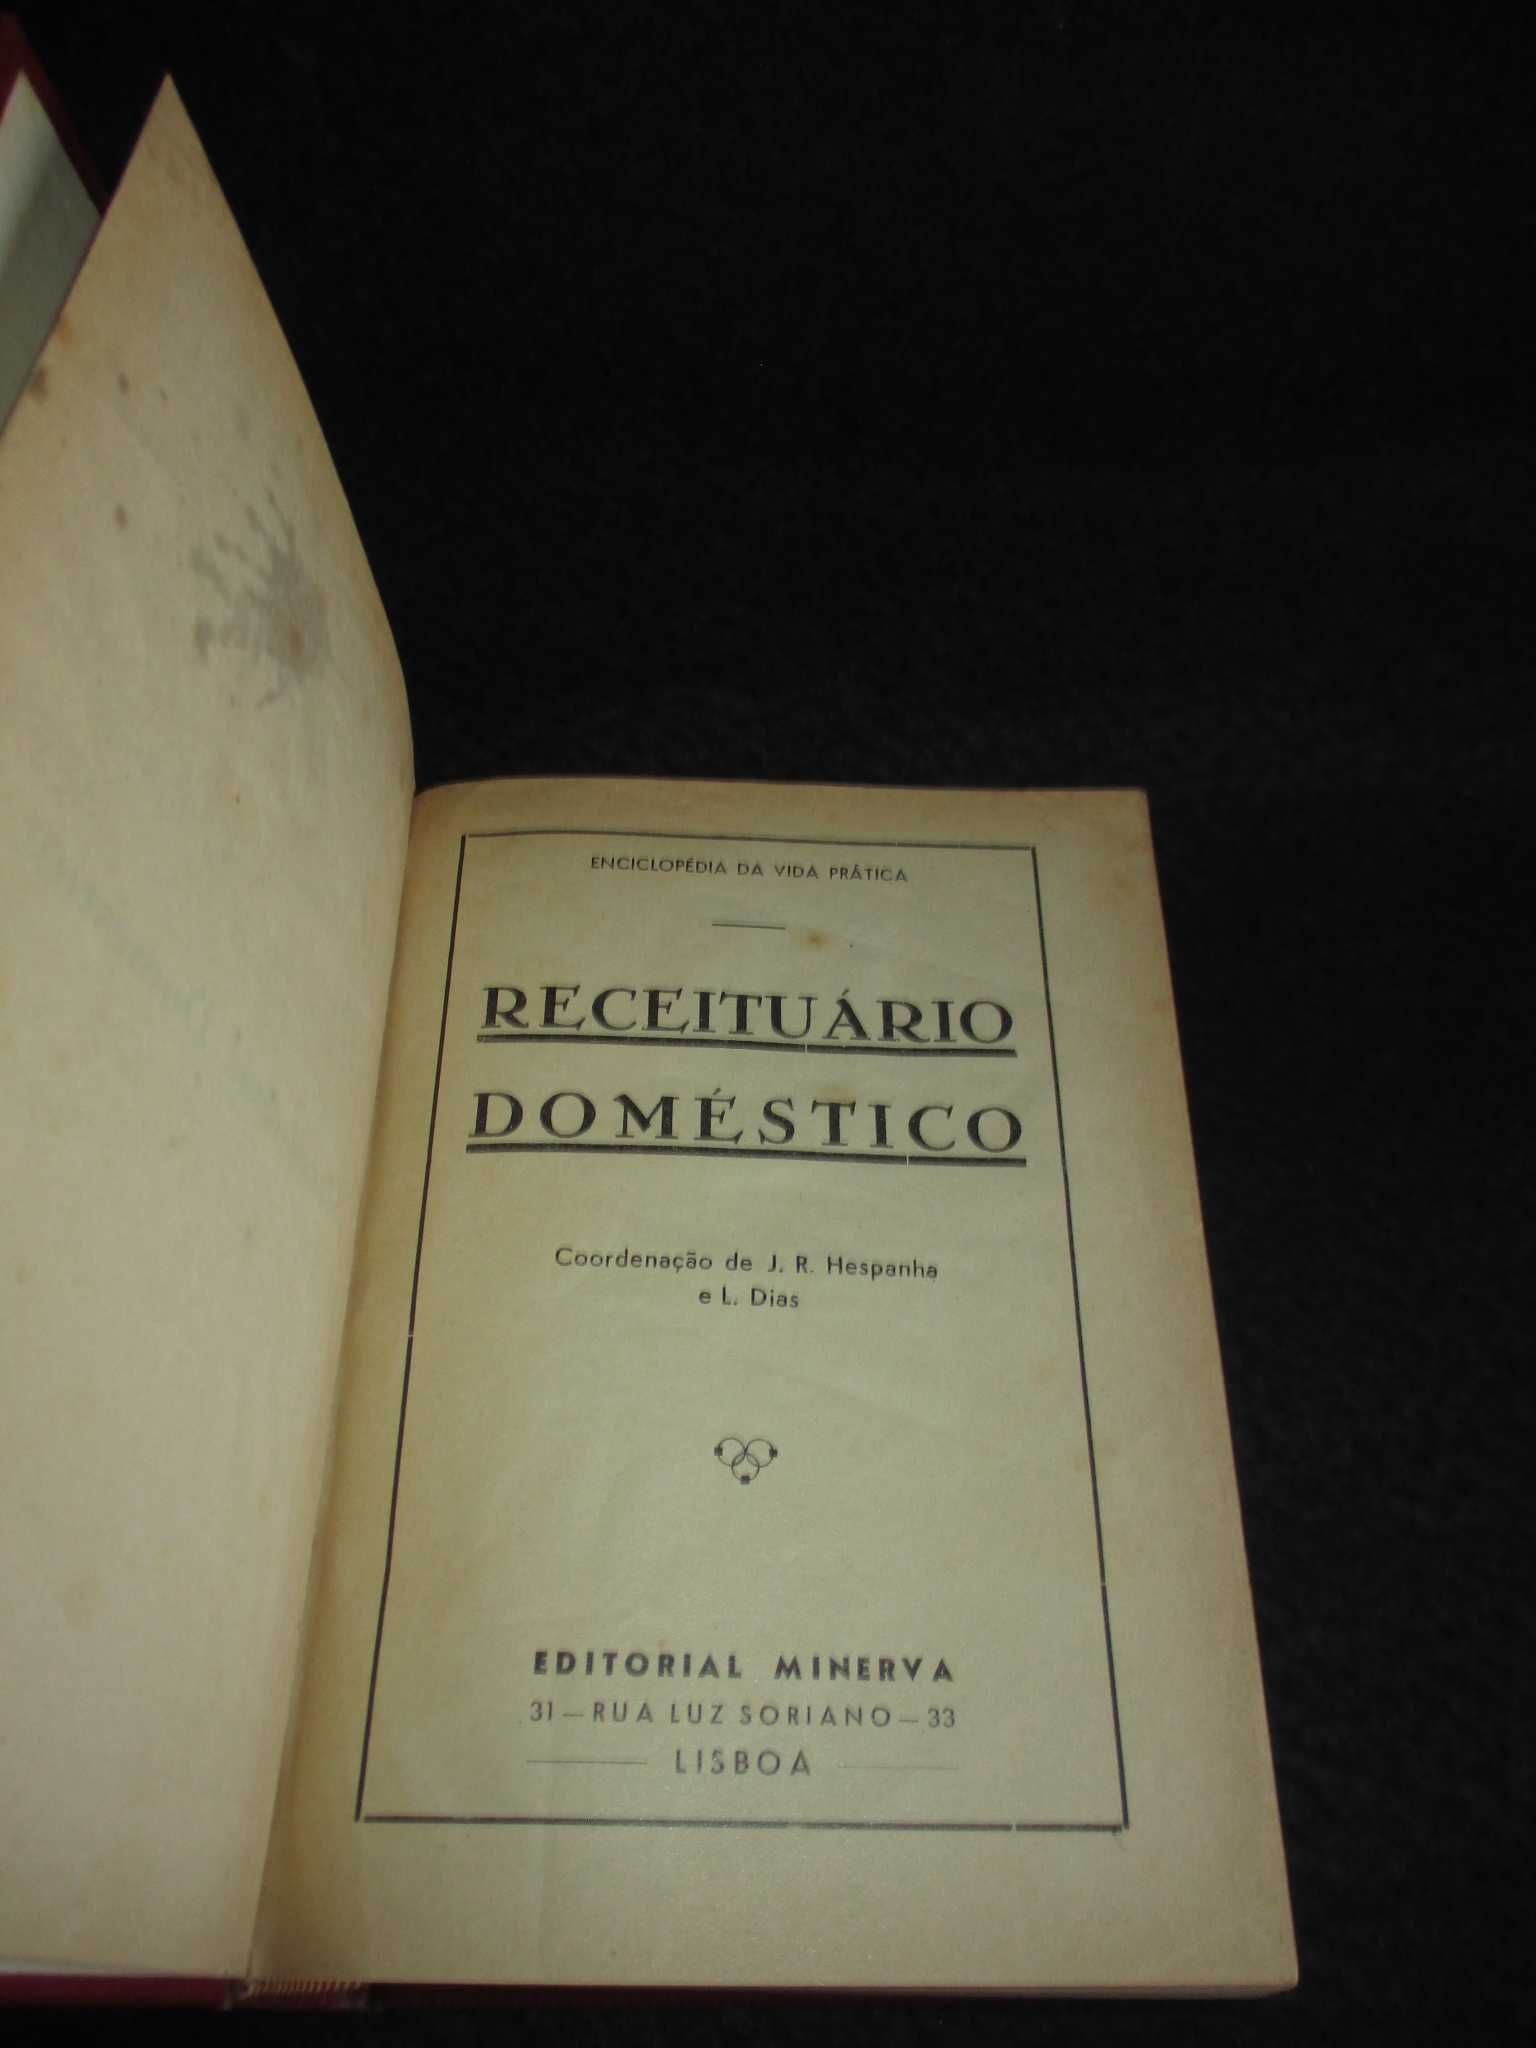 ENCICLOPÉDIA DA VIDA PRÁTICA
RECEITUÁRIO
DOMÉSTICO
Coordenação de J. R. Hespanha
e L. Dias
EDITORIAL MINERVA
31 — RUA LUZ SORIANO — 33
LISBOA